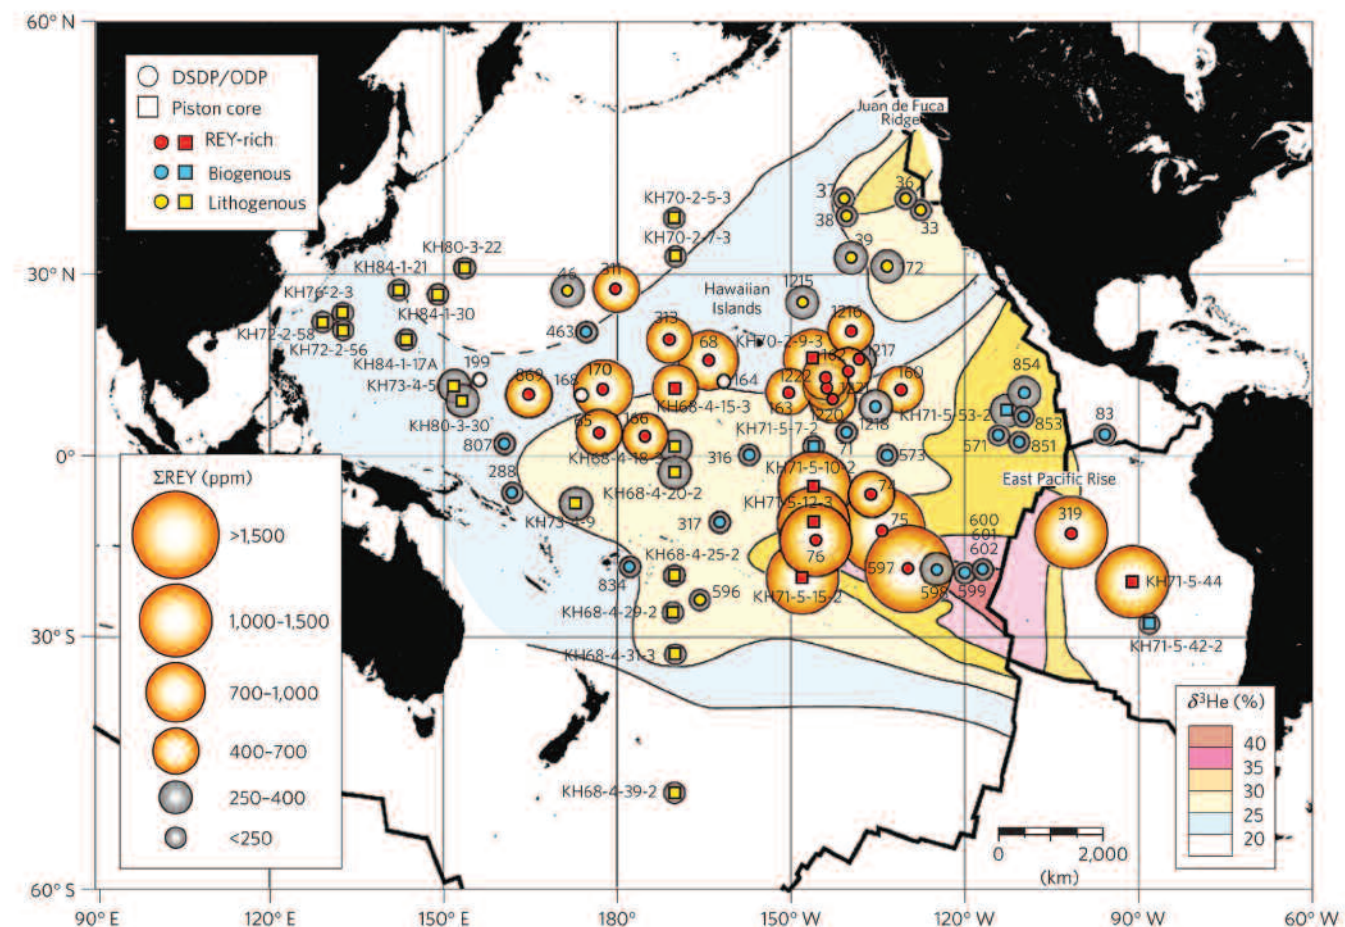 60° N
DSDP/ODP
Piston core
REY-rich
Biogenous
Lithogenous
Juan de Fuca
Ridge
37
36
38
33
39
72
KH70-2-5-3
KH70-2-7-3
KH80-3-22
KH84-1-21
30° N
46
311
Hawaiian
Islands
1215
KH76-2-3
KH84-1-30
KH72-2-58
KH72-2-56
463
213
1216
KH84-1-17A
68
KH70-2-9-3
162
1217
199
KH73-4-5
168
170
164
869
1222
1221
160
854
KH68-4-15-3
163
1220
KH71-5-53-2
853
KH80-3-30
65
166
KH71-5-7-2
1218
83
807
KH68-4-18
316
71
573
571
851
0°
KH71-5-10-2
288
KH68-4-20-2
74
East Pacific Rise
KH71-5-12-3
KH73-4-9
317
75
600
319
601
602
KH68-4-25-2
76
597
834
596
KH71-5-15-2
598
599
KH71-5-44
KH68-4-29-2
30° S
KH71-5-42-2
KH68-4-31-3
KH68-4-39-2
ΣREY (ppm)
>1,500
1,000–1,500
700–1,000
400–700
250–400
<250
δ³He (%)
40
35
30
25
20
0
2,000
(km)
60° S
90° E
120° E
150° E
180°
150° W
120° W
90° W
60° W